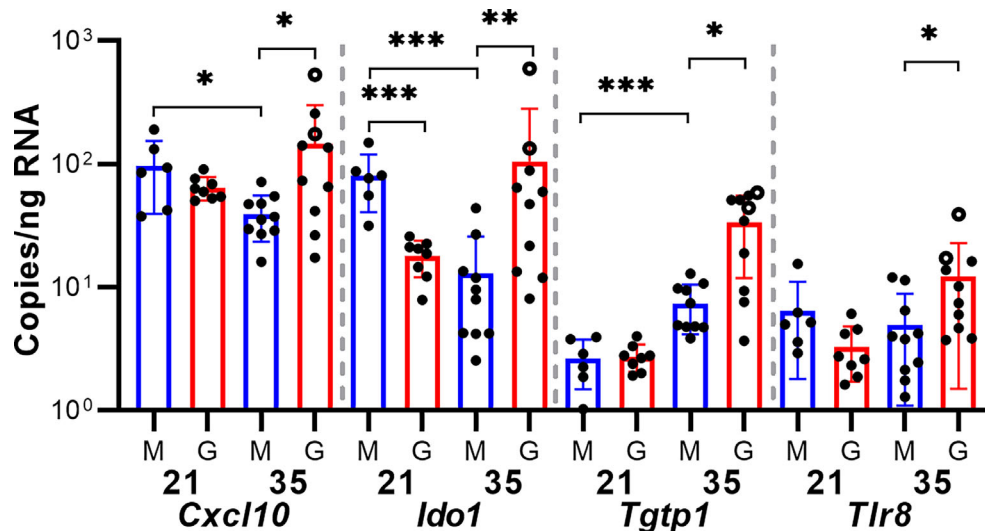 Copies/ng RNA
10³
10²
10¹
10⁰
* * *** ** *** *** * *
M G M G M G M G M G M G M G M G
21 35 21 35 21 35 21 35
Cxcl10 Ido1 Tgtp1 Tlr8